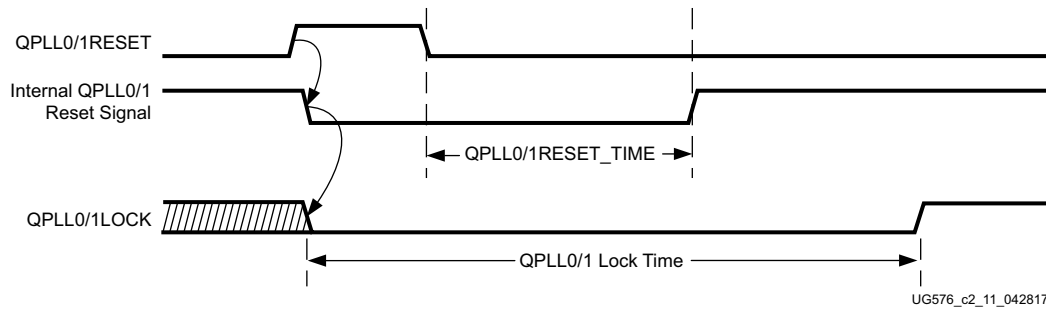 QPLL0/1RESET
Internal QPLL0/1
Reset Signal
QPLL0/1RESET_TIME
QPLL0/1LOCK
QPLL0/1 Lock Time
UG576_c2_11_042817